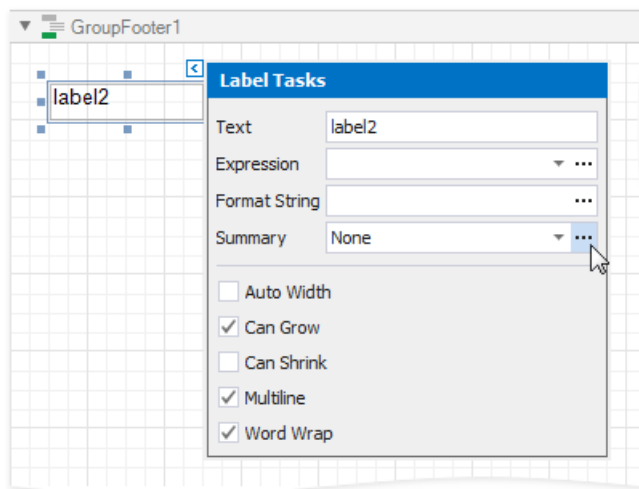 GroupFooter1
label2
Label Tasks
Text label2
Expression
Format String
Summary None
Auto Width
Can Grow
Can Shrink
Multiline
Word Wrap